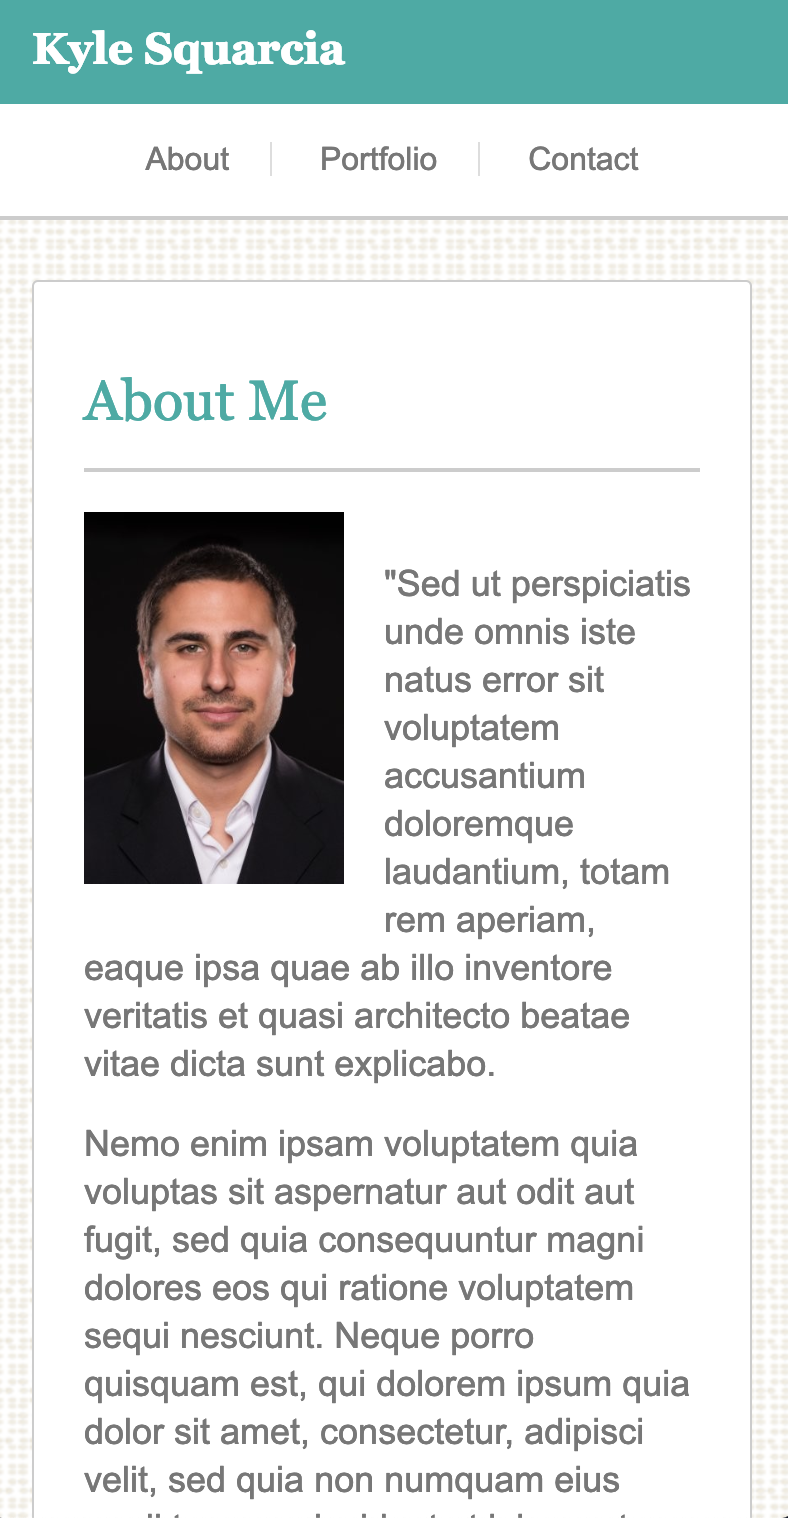 Kyle Squarcia
About Portfolio Contact
About Me
"Sed ut perspiciatis
unde omnis iste
natus error sit
voluptatem
accusantium
doloremque
laudantium, totam
rem aperiam,
eaque ipsa quae ab illo inventore
veritatis et quasi architecto beatae
vitae dicta sunt explicabo.
Nemo enim ipsam voluptatem quia
voluptas sit aspernatur aut odit aut
fugit, sed quia consequuntur magni
dolores eos qui ratione voluptatem
sequi nesciunt. Neque porro
quisquam est, qui dolorem ipsum quia
dolor sit amet, consectetur, adipisci
velit, sed quia non numquam eius